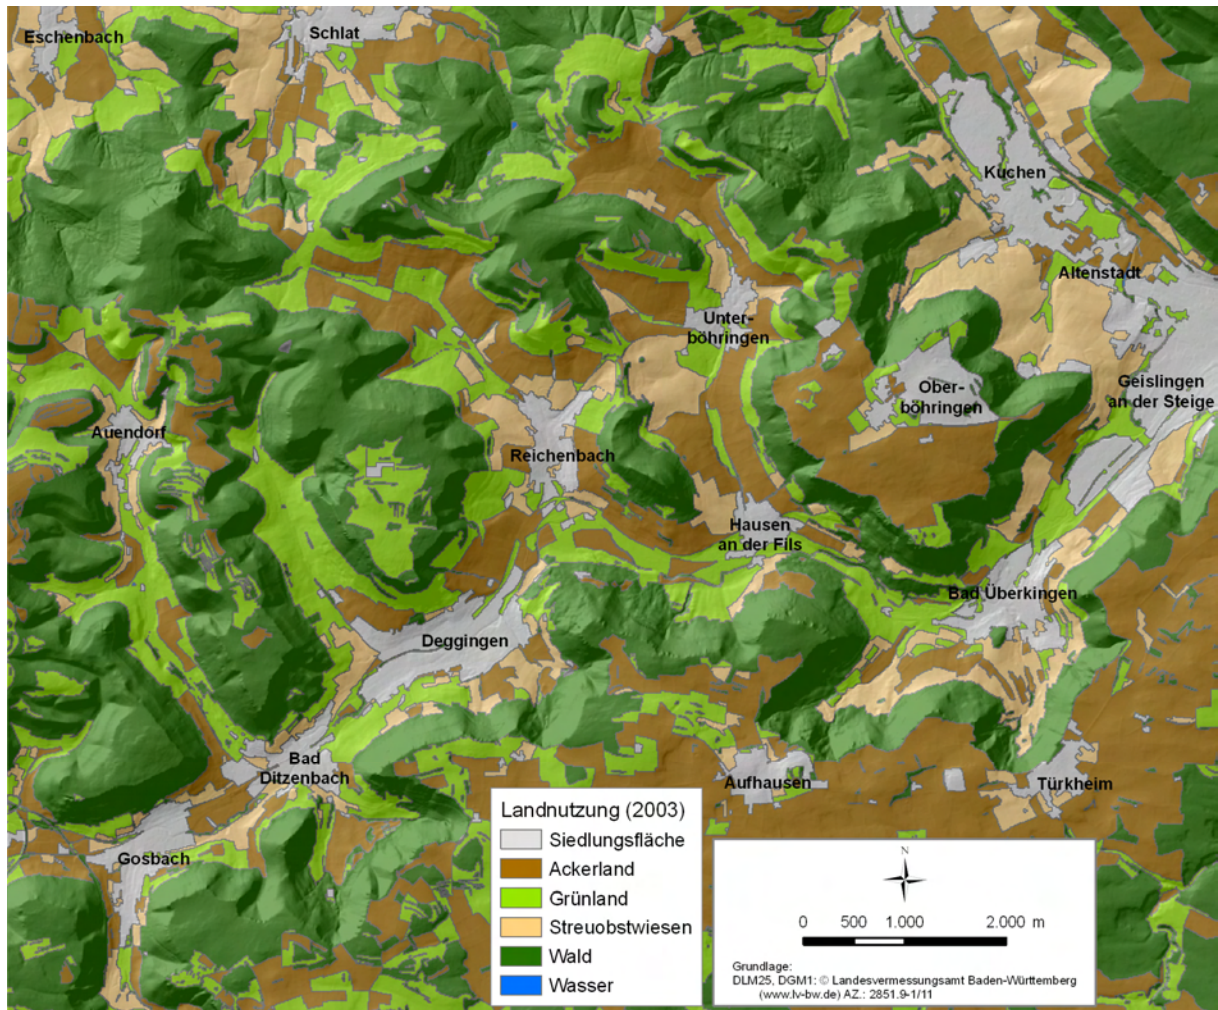 Eschenbach
Schlat
Kuchen
Altenstadt
Unter-
böhringen
Geislingen
an der Steige
Ober-
böhringen
Auendorf
Reichenbach
Hausen
an der Fils
Bad Überkingen
Deggingen
Bad
Ditzenbach
Aufhausen
Türkheim
Gosbach
Landnutzung (2003)
Siedlungsfläche
Ackerland
Grünland
Streuobstwiesen
Wald
Wasser
N
0 500 1.000 2.000 m
Grundlage:
DLM25, DGM1: © Landesvermessungsamt Baden-Württemberg
(www.lv-bw.de) AZ.: 2851.9-1/11